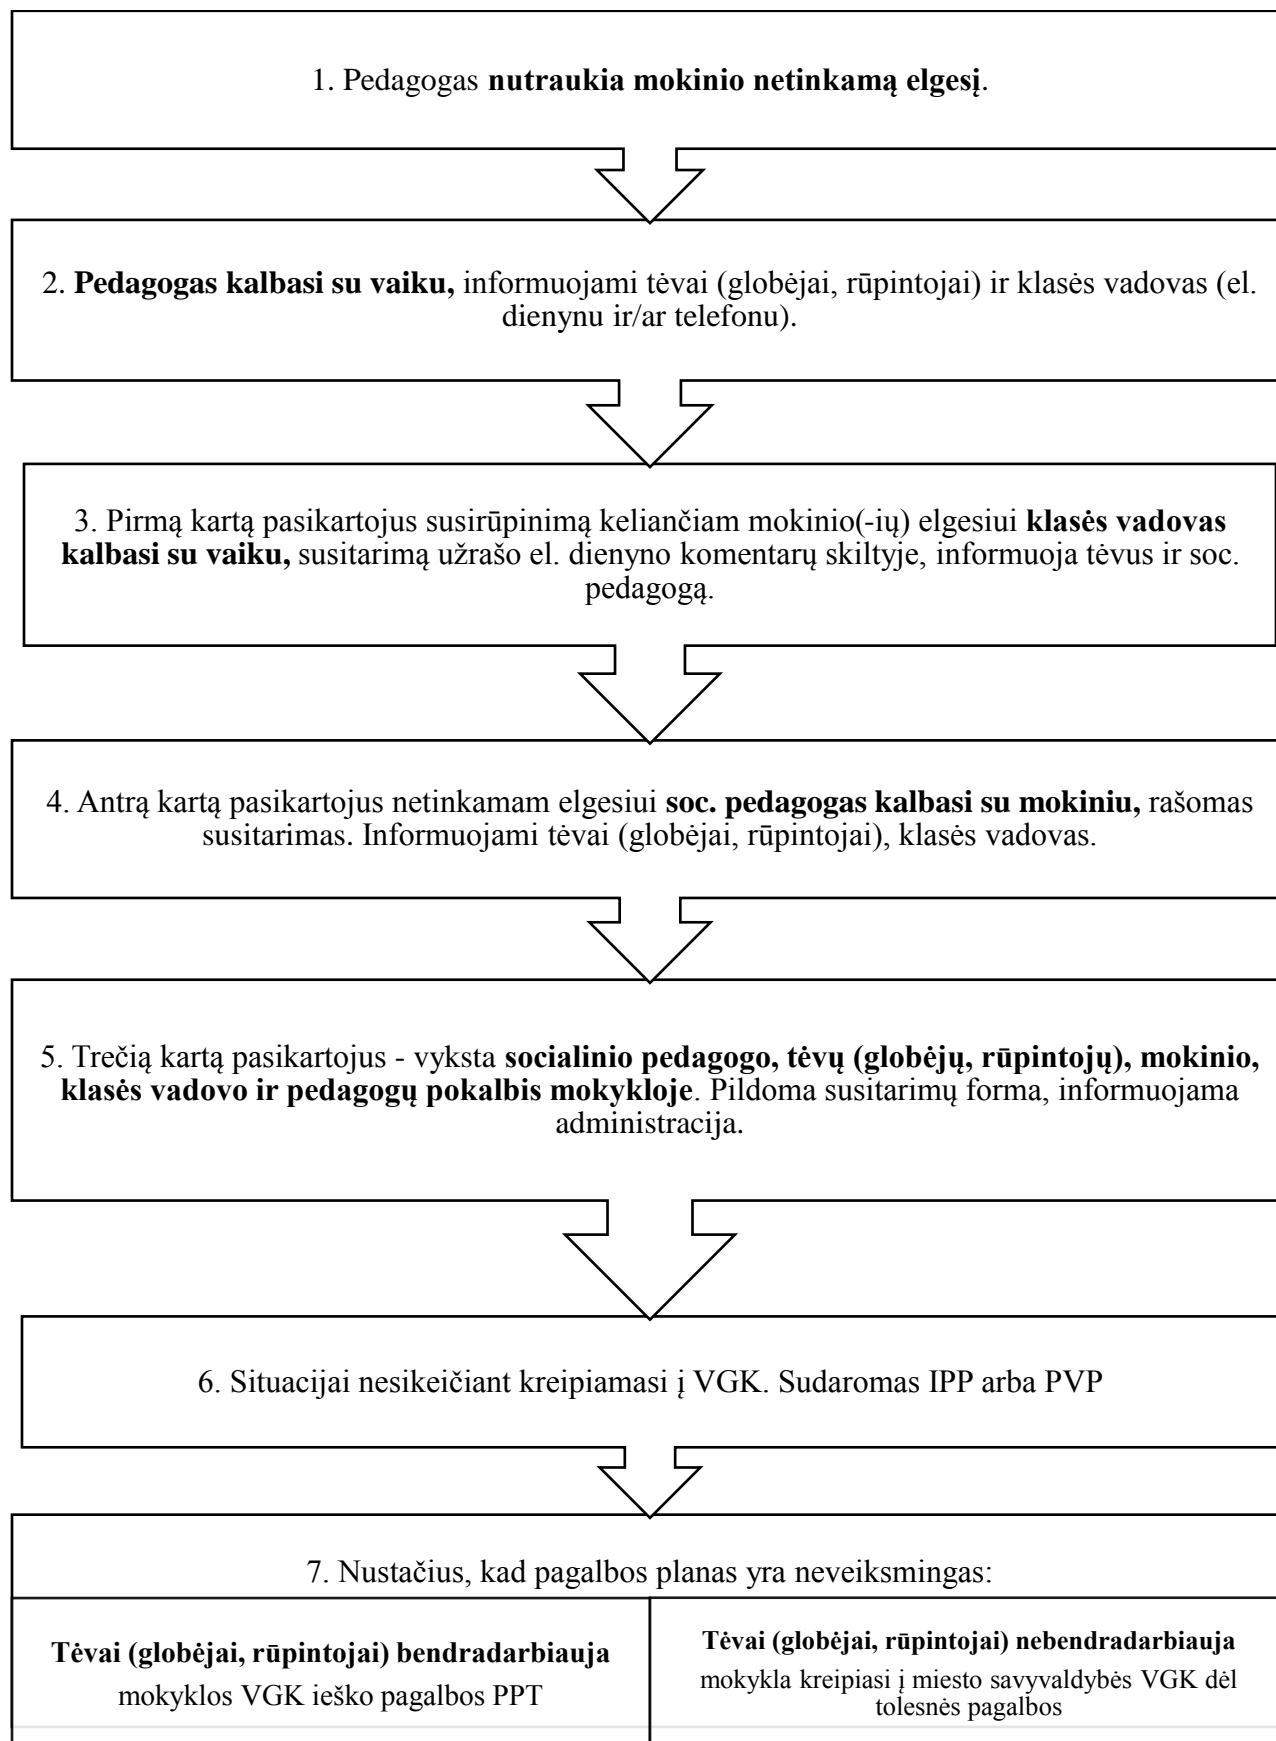 1. Pedagogas nutraukia mokinio netinkamą elgesį.
2. Pedagogas kalbasi su vaiku, informuojami tėvai (globėjai, rūpintojai) ir klasės vadovas (el.
dienynu ir/ar telefonu).
3. Pirmą kartą pasikartojus susirūpinimą keliančiam mokinio(-ių) elgesiui klasės vadovas
kalbasi su vaiku, susitarimą užrašo el. dienyno komentarų skiltyje, informuoja tėvus ir soc.
pedagogą.
4. Antrą kartą pasikartojus netinkamam elgesiui soc. pedagogas kalbasi su mokiniu, rašomas
susitarimas. Informuojami tėvai (globėjai, rūpintojai), klasės vadovas.
5. Trečią kartą pasikartojus - vyksta socialinio pedagogo, tėvų (globėjų, rūpintojų), mokinio,
klasės vadovo ir pedagogų pokalbis mokykloje. Pildoma susitarimų forma, informuojama
administracija.
6. Situacijai nesikeičiant kreipiamasi į VGK. Sudaromas IPP arba PVP
7. Nustačius, kad pagalbos planas yra neveiksmingas:
Tėvai (globėjai, rūpintojai) bendradarbiauja
mokyklos VGK ieško pagalbos PPT
Tėvai (globėjai, rūpintojai) nebendradarbiauja
mokykla kreipiasi į miesto savyvaldybės VGK dėl
tolesnės pagalbos